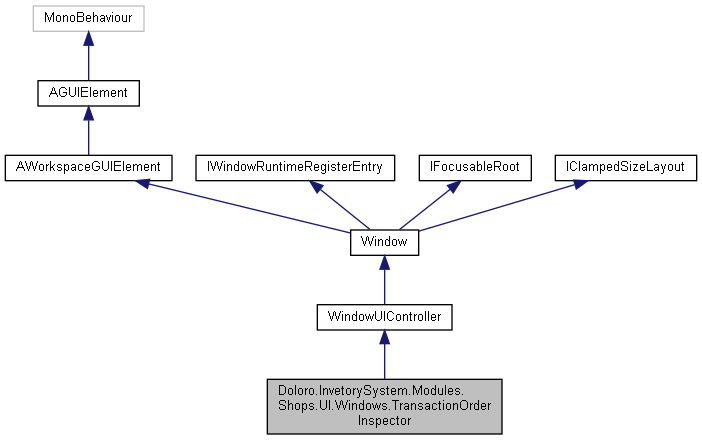 MonoBehaviour
AGUIElement
AWorkspaceGUIElement
IWindowRuntimeRegisterEntry
IFocusableRoot
IClampedSizeLayout
Window
WindowUIController
Doloro.InvetorySystem.Modules.
Shops.UI.Windows.TransactionOrder
Inspector